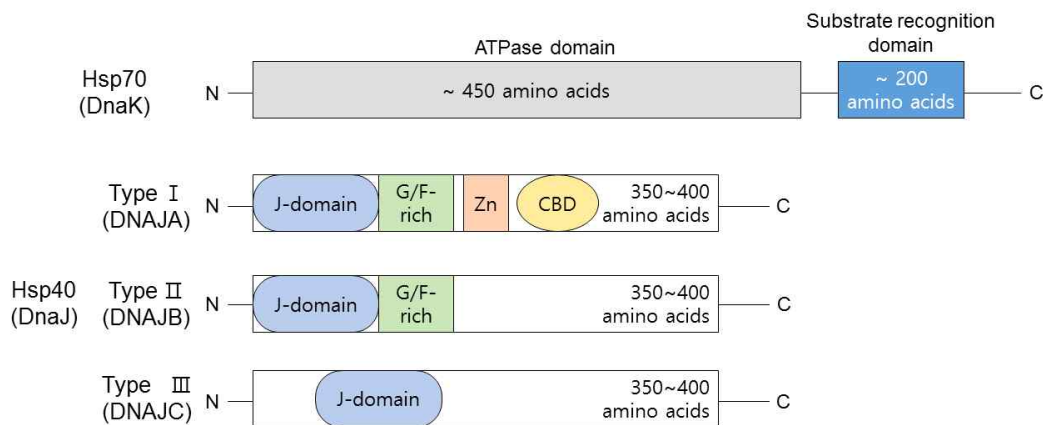 ATPase domain
Substrate recognition
domain
Hsp70
(DnaK)
N
~ 450 amino acids
~ 200
amino acids
C
Type Ⅰ
(DNAJA)
N
J-domain
G/F-
rich
Zn
CBD
350~400
amino acids
C
Hsp40
(DnaJ)
Type Ⅱ
(DNAJB)
N
J-domain
G/F-
rich
350~400
amino acids
C
Type Ⅲ
(DNAJC)
N
J-domain
350~400
amino acids
C